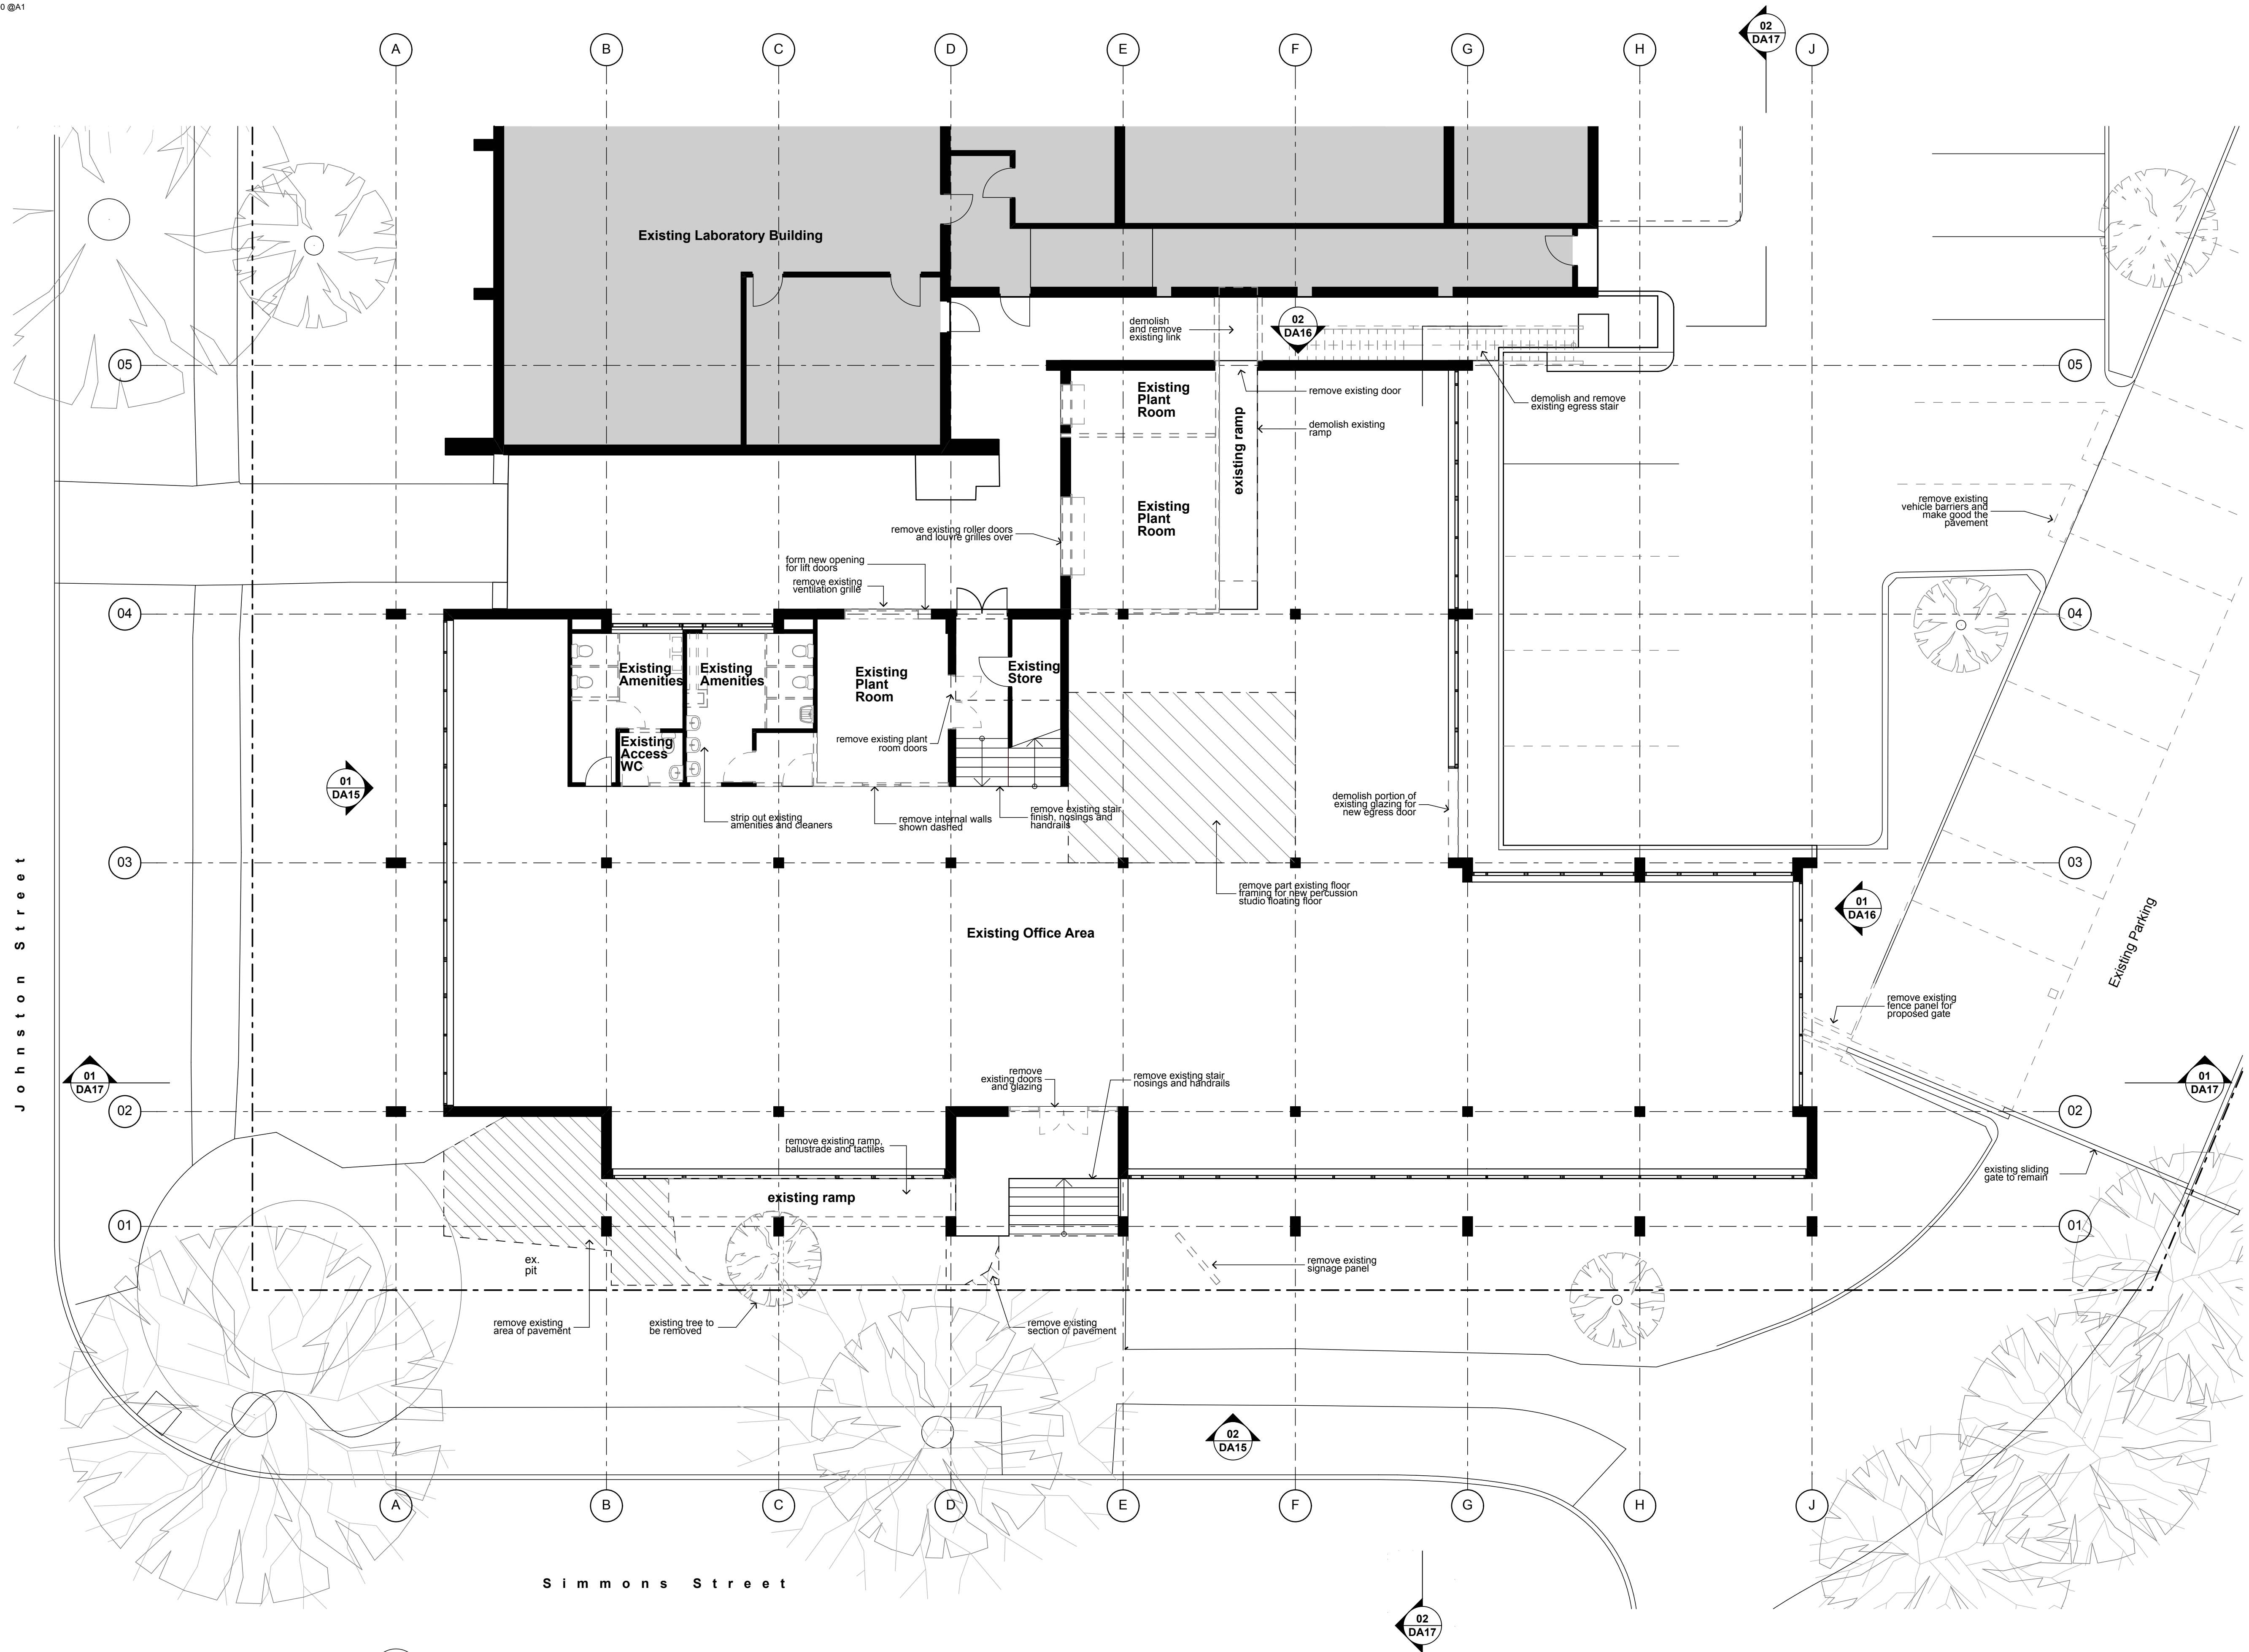 0 @A1
A
B
C
D
E
F
G
H
J
02
DA17
Existing Laboratory Building
demolish
and remove
existing link
02
DA16
05
05
remove existing door
demolish and remove
existing egress stair
demolish existing
ramp
Existing
Plant
Room
existing ramp
Existing
Plant
Room
remove existing
vehicle barriers and
make good the
pavement
remove existing roller doors
and louvre grilles over
form new opening
for lift doors
remove existing
ventilation grille
04
04
Existing
Amenities
Existing
Amenities
Existing
Plant
Room
Existing
Store
Existing
Access
WC
remove existing plant
room doors
01
DA15
strip out existing
amenities and cleaners
remove internal walls
shown dashed
remove existing stair
finish, nosings and
handrails
demolish portion of
existing glazing for
new egress door
03
03
remove part existing floor
framing for new percussion
studio floating floor
01
DA16
Existing Office Area
Existing Parking
Johnston Street
remove existing
fence panel for
proposed gate
01
DA17
01
DA17
remove
existing doors
and glazing
remove existing stair
nosings and handrails
02
02
remove existing ramp,
balustrade and tactiles
existing sliding
gate to remain
existing ramp
01
01
ex.
pit
remove existing
signage panel
remove existing
area of pavement
existing tree to
be removed
remove existing
section of pavement
02
DA15
A
B
C
D
E
F
G
H
J
Simmons Street
02
DA17